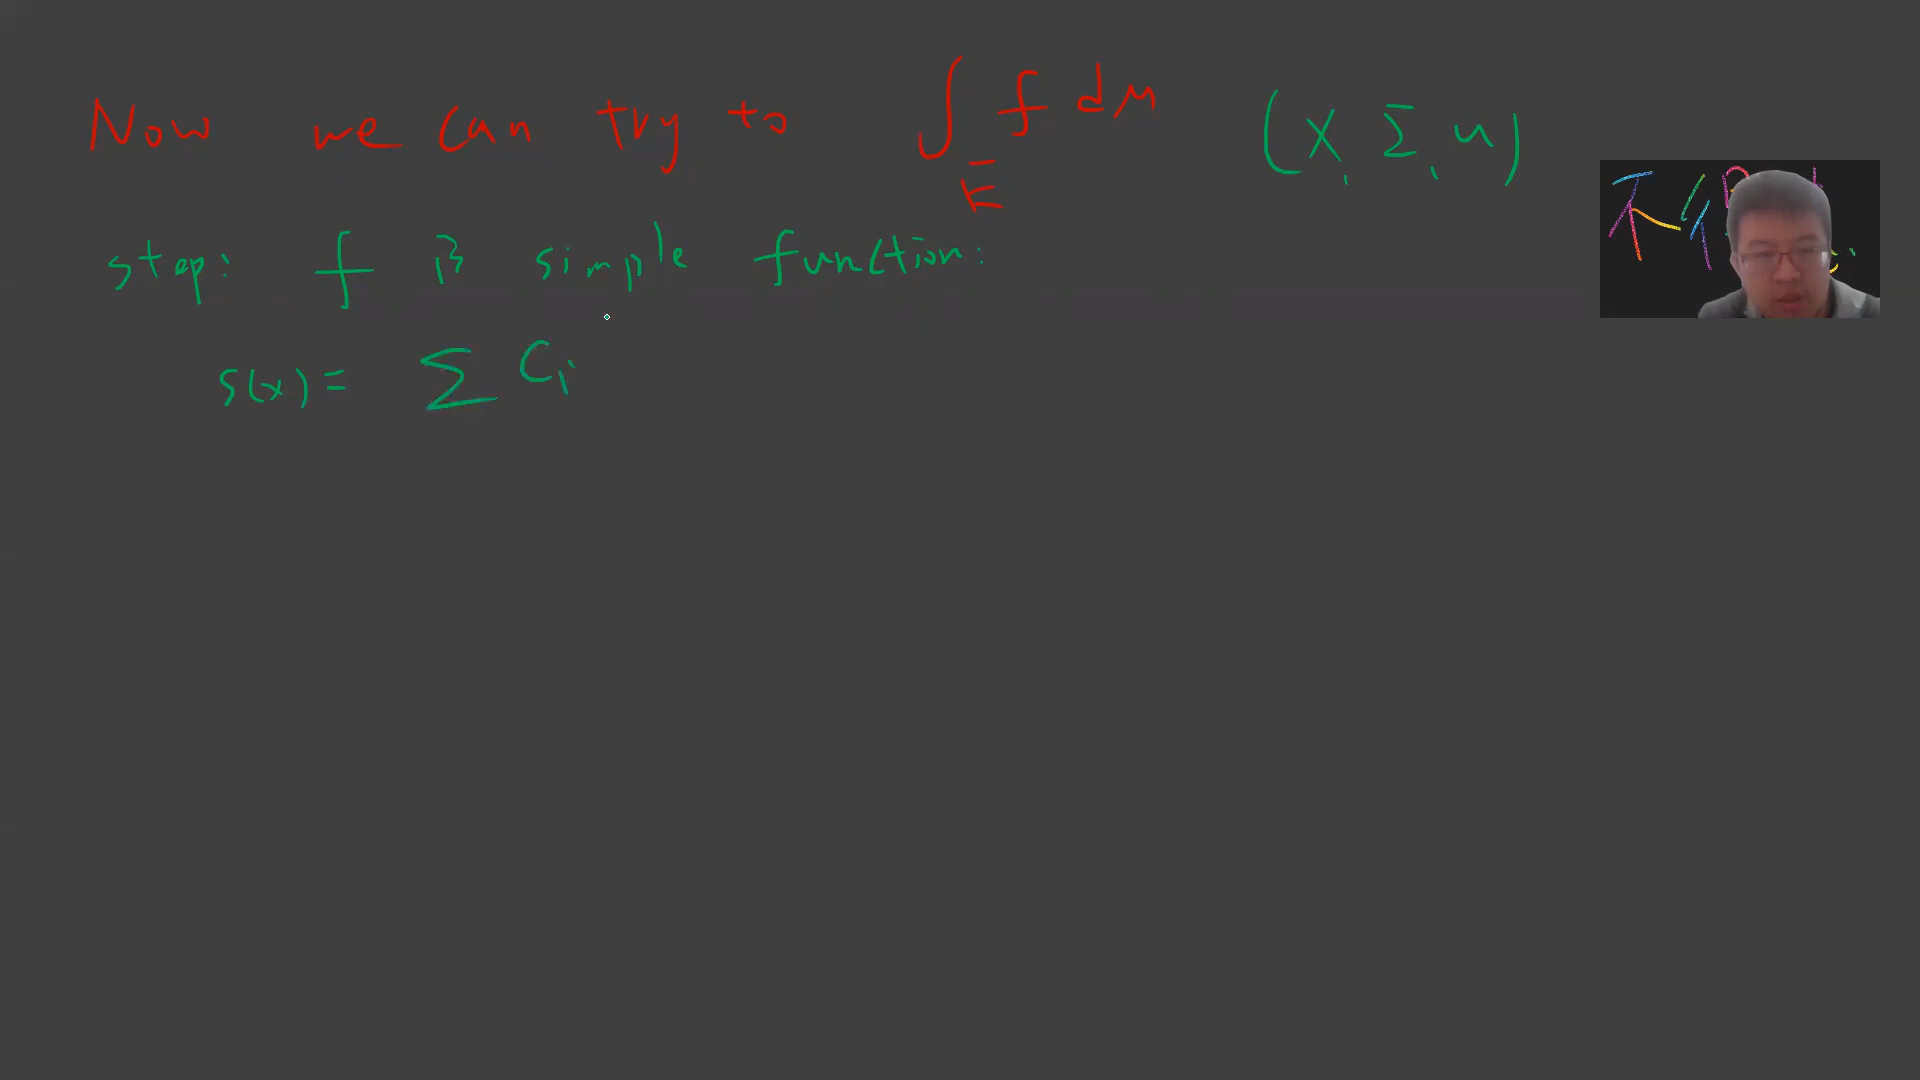 Now we can try to ∫_E f dμ (X, Σ, μ)
step: f is simple function:
s(x) = Σ C_i